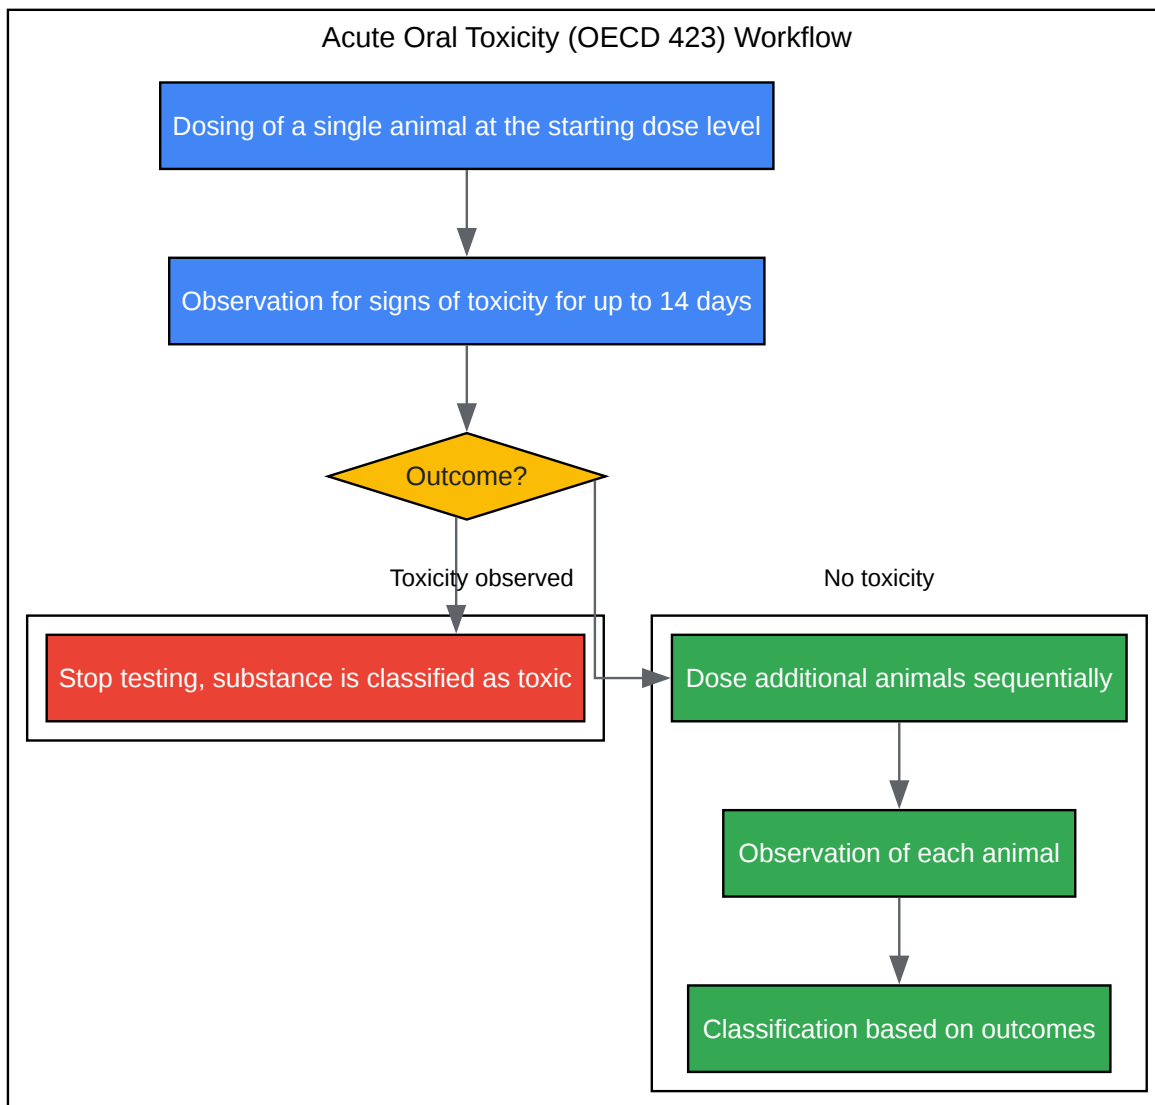 Acute Oral Toxicity (OECD 423) Workflow
Dosing of a single animal at the starting dose level
Observation for signs of toxicity for up to 14 days
Outcome?
Toxicity observed
No toxicity
Stop testing, substance is classified as toxic
Dose additional animals sequentially
Observation of each animal
Classification based on outcomes